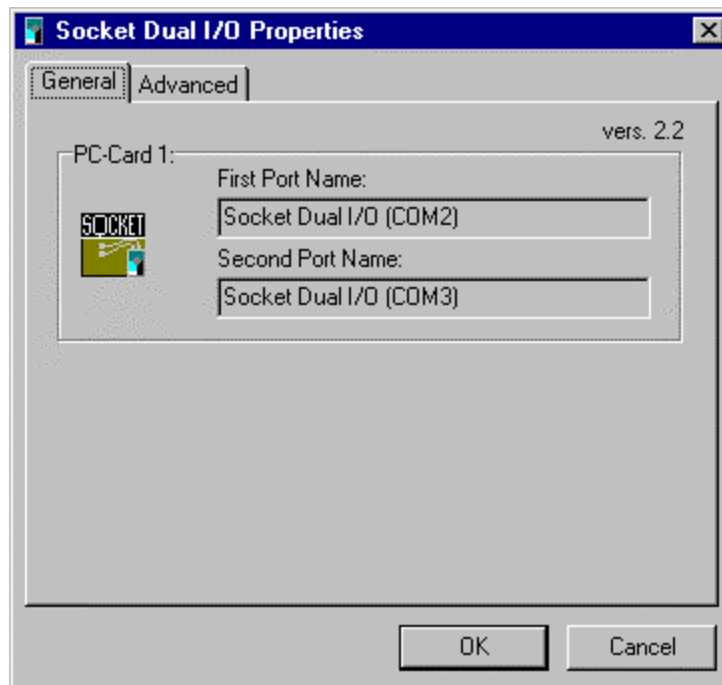 Socket Dual I/O Properties
General Advanced
vers. 2.2
PC-Card 1:
First Port Name:
SOCKET
Socket Dual I/O (COM2)
Second Port Name:
Socket Dual I/O (COM3)
OK Cancel